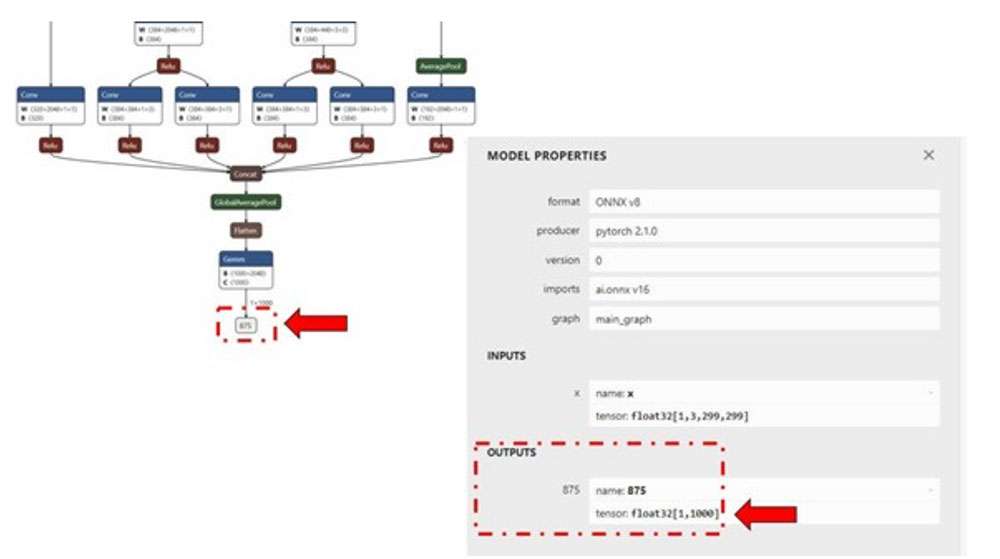 W (384×2048×1×1)
B (384)
W (384×448×3×3)
B (384)
Relu
Relu
AveragePool
Conv
W (320×2048×1×1)
B (320)
Conv
W (384×384×1×3)
B (384)
Conv
W (384×384×3×1)
B (384)
Conv
W (384×384×1×3)
B (384)
Conv
W (384×384×3×1)
B (384)
Conv
W (192×2048×1×1)
B (192)
Relu
Relu
Relu
Relu
Relu
Relu
Concat
GlobalAveragePool
Flatten
Gemm
B (1000×2048)
C (1000)
1×1000
875
MODEL PROPERTIES
format ONNX v8
producer pytorch 2.1.0
version 0
imports ai.onnx v16
graph main_graph
INPUTS
x name: x
tensor: float32[1,3,299,299]
OUTPUTS
875 name: 875
tensor: float32[1,1000]